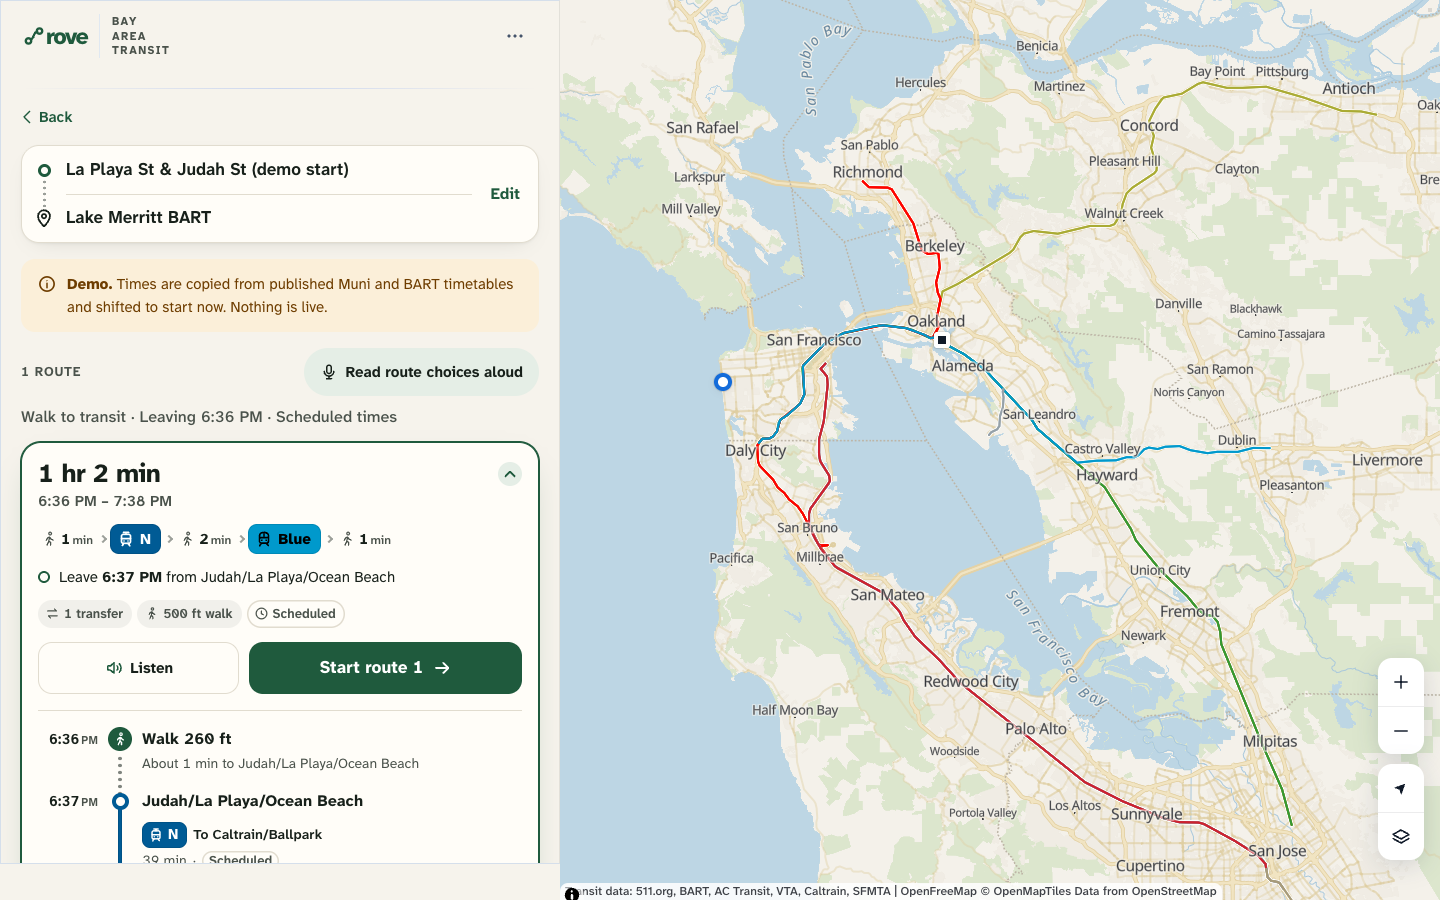 rove
BAY
AREA
TRANSIT
Back
La Playa St & Judah St (demo start)
Edit
Lake Merritt BART
Demo. Times are copied from published Muni and BART timetables
and shifted to start now. Nothing is live.
1 ROUTE
Read route choices aloud
Walk to transit · Leaving 6:36 PM · Scheduled times
1 hr 2 min
6:36 PM – 7:38 PM
1 min
N
2 min
Blue
1 min
Leave 6:37 PM from Judah/La Playa/Ocean Beach
1 transfer
500 ft walk
Scheduled
Listen
Start route 1
6:36 PM
Walk 260 ft
About 1 min to Judah/La Playa/Ocean Beach
6:37 PM
Judah/La Playa/Ocean Beach
N To Caltrain/Ballpark
39 min · Scheduled
San Pablo Bay
Benicia
Hercules
Martinez
Bay Point
Pittsburg
Antioch
Oak
San Rafael
Concord
San Pablo
Pleasant Hill
Clayton
Richmond
Larkspur
Bre
Mill Valley
Walnut Creek
Berkeley
Danville
Blackhawk
Oakland
Camino Tassajara
San Francisco
Alameda
San Ramon
Norris Canyon
San Leandro
Dublin
Daly City
Castro Valley
Livermore
Hayward
Pleasanton
San Bruno
Pacifica
Millbrae
Union City
San Mateo
San Francisco Bay
Fremont
Newark
Redwood City
Half Moon Bay
Palo Alto
Milpitas
Woodside
Portola Valley
Los Altos
Sunnyvale
San Jose
Cupertino
nsit data: 511.org, BART, AC Transit, VTA, Caltrain, SFMTA | OpenFreeMap © OpenMapTiles Data from OpenStreetMap